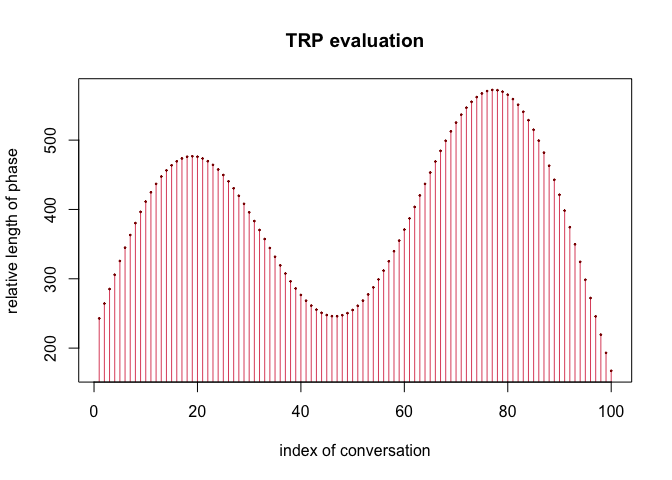 TRP evaluation
relative length of phase
500
400
300
200
0 20 40 60 80 100
index of conversation